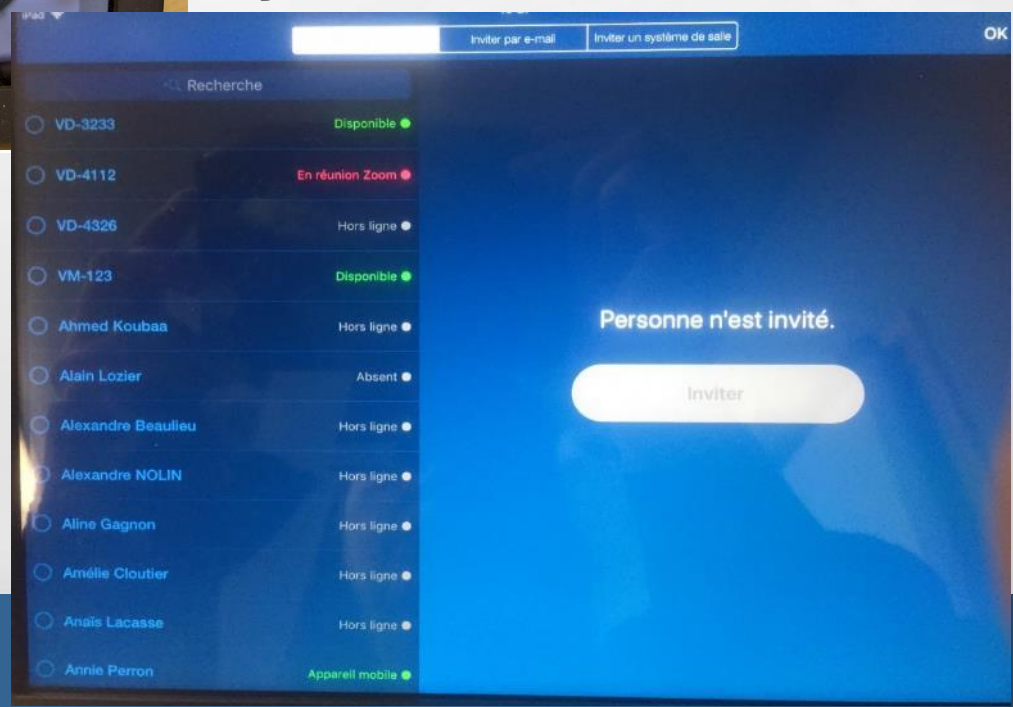 iPad
Inviter par e-mail Inviter un système de salle OK
Recherche
VD-3233 Disponible
VD-4112 En réunion Zoom
VD-4326 Hors ligne
VM-123 Disponible
Ahmed Koubaa Hors ligne
Alain Lozier Absent
Alexandre Beaulieu Hors ligne
Alexandre NOLIN Hors ligne
Aline Gagnon Hors ligne
Amélie Cloutier Hors ligne
Anaïs Lacasse Hors ligne
Annie Perron Appareil mobile
Personne n'est invité.
Inviter